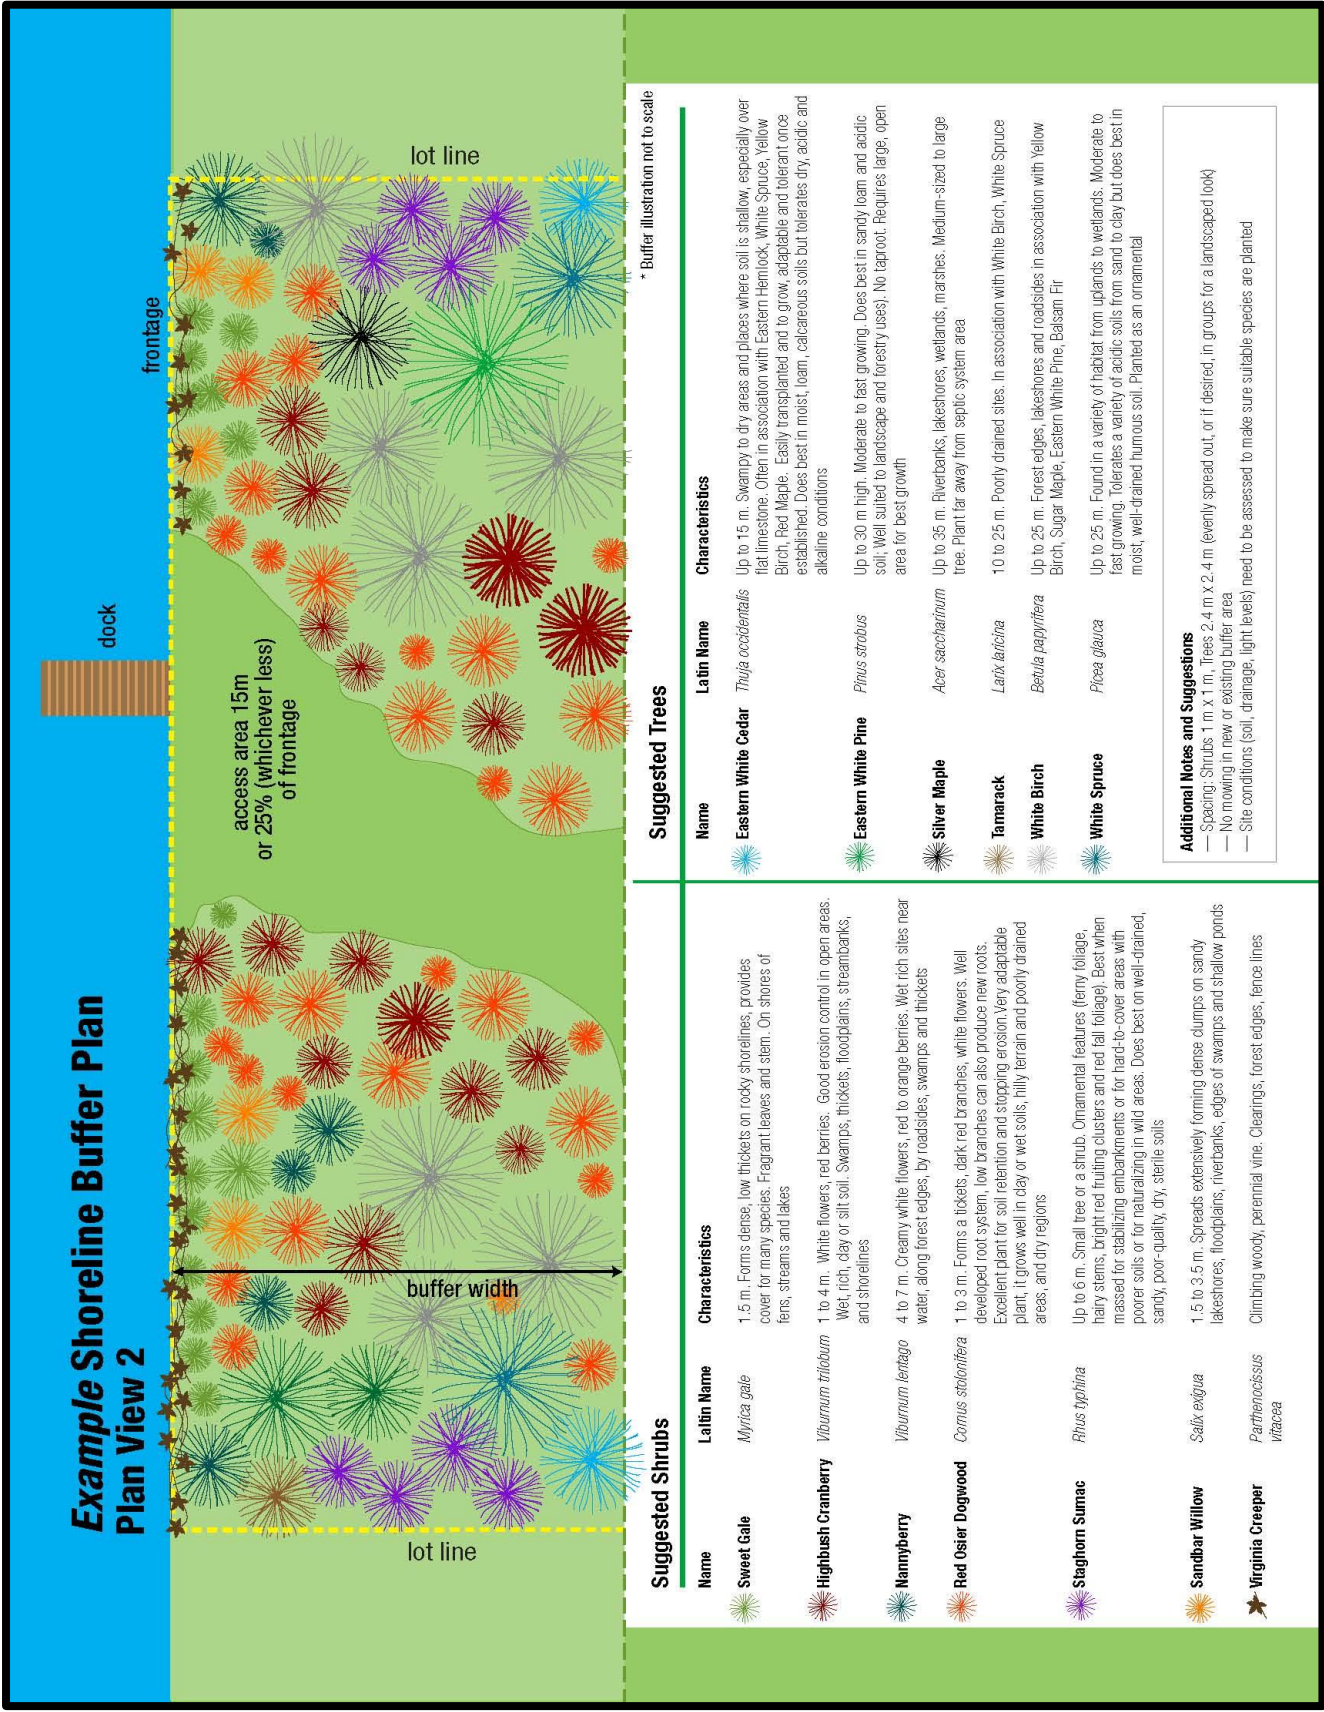 Example Shoreline Buffer Plan
Plan View 2
dock
frontage
access area 15m
or 25% (whichever less)
of frontage
lot line
buffer width
lot line
* Buffer illustration not to scale
Suggested Shrubs
Name
Laltin Name
Characteristics
Sweet Gale
Myrica gale
1.5 m. Forms dense, low thickets on rocky shorelines, provides
cover for many species. Fragrant leaves and stem. On shores of
fens, streams and lakes
Highbush Cranberry
Viburnum trilobum
1 to 4 m. White flowers, red berries. Good erosion control in open areas.
Wet, rich, clay or silt soil. Swamps, thickets, floodplains, streambanks,
and shorelines
Nannyberry
Viburnum lentago
4 to 7 m. Creamy white flowers, red to orange berries. Wet rich sites near
water, along forest edges, by roadsides, swamps and thickets
Red Osier Dogwood
Cornus stolonifera
1 to 3 m. Forms a tickets, dark red branches, white flowers. Well
developed root system, low branches can also produce new roots.
Excellent plant for soil retention and stopping erosion. Very adaptable
plant, it grows well in clay or wet soils, hilly terrain and poorly drained
areas, and dry regions
Staghorn Sumac
Rhus typhina
Up to 6 m. Small tree or a shrub. Ornamental features (ferny foliage,
hairy stems, bright red fruiting clusters and red fall foliage). Best when
massed for stabilizing embankments or for hard-to-cover areas with
poorer soils or for naturalizing in wild areas. Does best on well-drained,
sandy, poor-quality, dry, sterile soils
Sandbar Willow
Salix exigua
1.5 to 3.5 m. Spreads extensively forming dense clumps on sandy
lakeshores, floodplains, riverbanks, edges of swamps and shallow ponds
Virginia Creeper
Parthenocissus
vitacea
Climbing woody, perennial vine. Clearings, forest edges, fence lines
Suggested Trees
Name
Latin Name
Characteristics
Eastern White Cedar
Thuja occidentalis
Up to 15 m. Swampy to dry areas and places where soil is shallow, especially over
flat limestone. Often in association with Eastern Hemlock, White Spruce, Yellow
Birch, Red Maple. Easily transplanted and to grow, adaptable and tolerant once
established. Does best in moist, loam, calcareous soils but tolerates dry, acidic and
alkaline conditions
Eastern White Pine
Pinus strobus
Up to 30 m high. Moderate to fast growing. Does best in sandy loam and acidic
soil; Well suited to landscape and forestry uses). No taproot. Requires large, open
area for best growth
Silver Maple
Acer saccharinum
Up to 35 m. Riverbanks, lakeshores, wetlands, marshes. Medium-sized to large
tree. Plant far away from septic system area
Tamarack
Larix laricina
10 to 25 m. Poorly drained sites. In association with White Birch, White Spruce
White Birch
Betula papyrifera
Up to 25 m. Forest edges, lakeshores and roadsides in association with Yellow
Birch, Sugar Maple, Eastern White Pine, Balsam Fir
White Spruce
Picea glauca
Up to 25 m. Found in a variety of habitat from uplands to wetlands. Moderate to
fast growing. Tolerates a variety of acidic soils from sand to clay but does best in
moist, well-drained humous soil. Planted as an ornamental
Additional Notes and Suggestions
— Spacing: Shrubs 1 m x 1 m, Trees 2.4 m x 2.4 m (evenly spread out, or if desired, in groups for a landscaped look)
— No mowing in new or existing buffer area
— Site conditions (soil, drainage, light levels) need to be assessed to make sure suitable species are planted